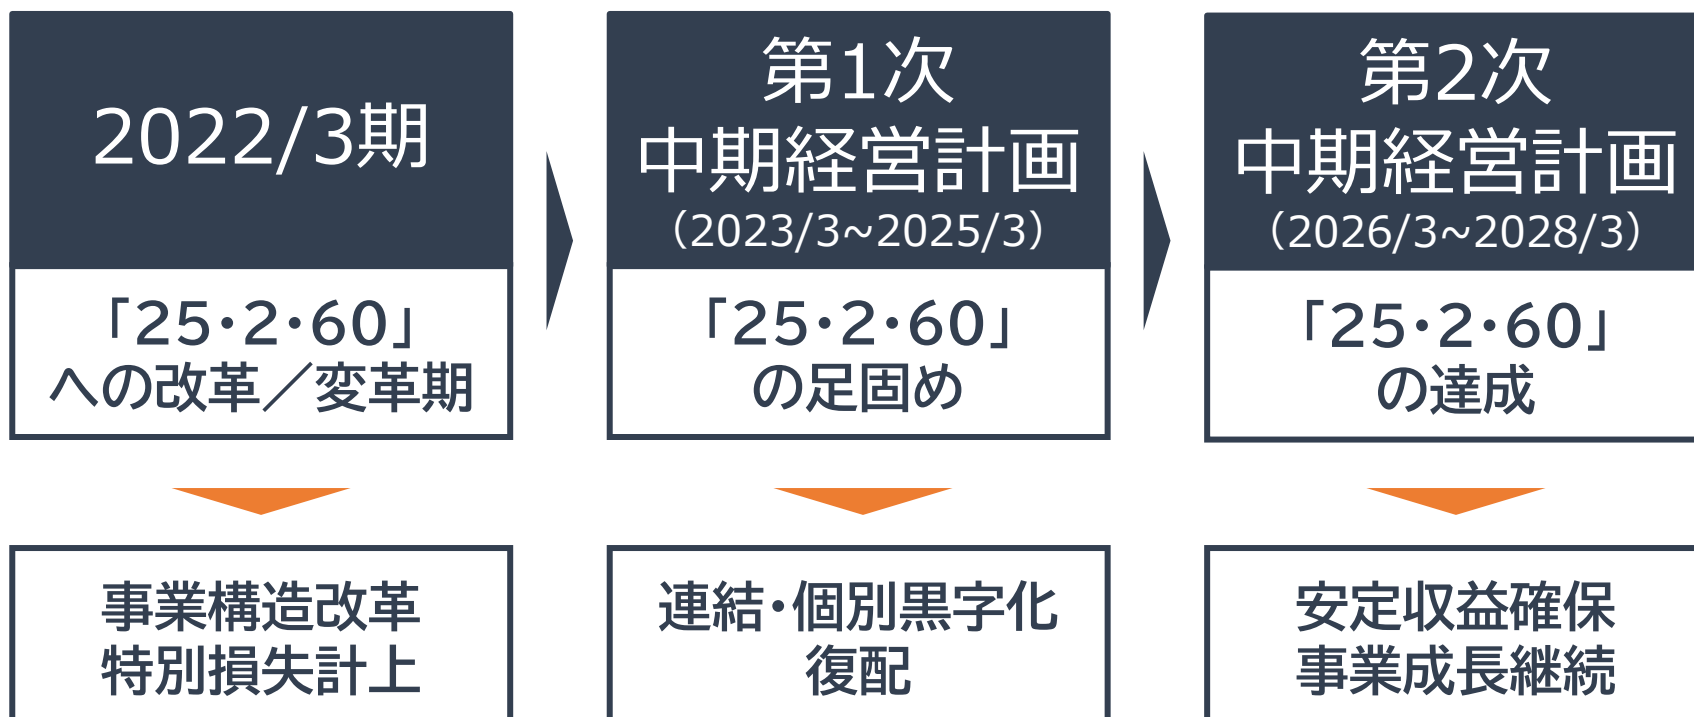 2022/3期
「25・2・60」
への改革／変革期
事業構造改革
特別損失計上
第1次
中期経営計画
（2023/3~2025/3）
「25・2・60」
の足固め
連結・個別黒字化
復配
第2次
中期経営計画
（2026/3~2028/3）
「25・2・60」
の達成
安定収益確保
事業成長継続